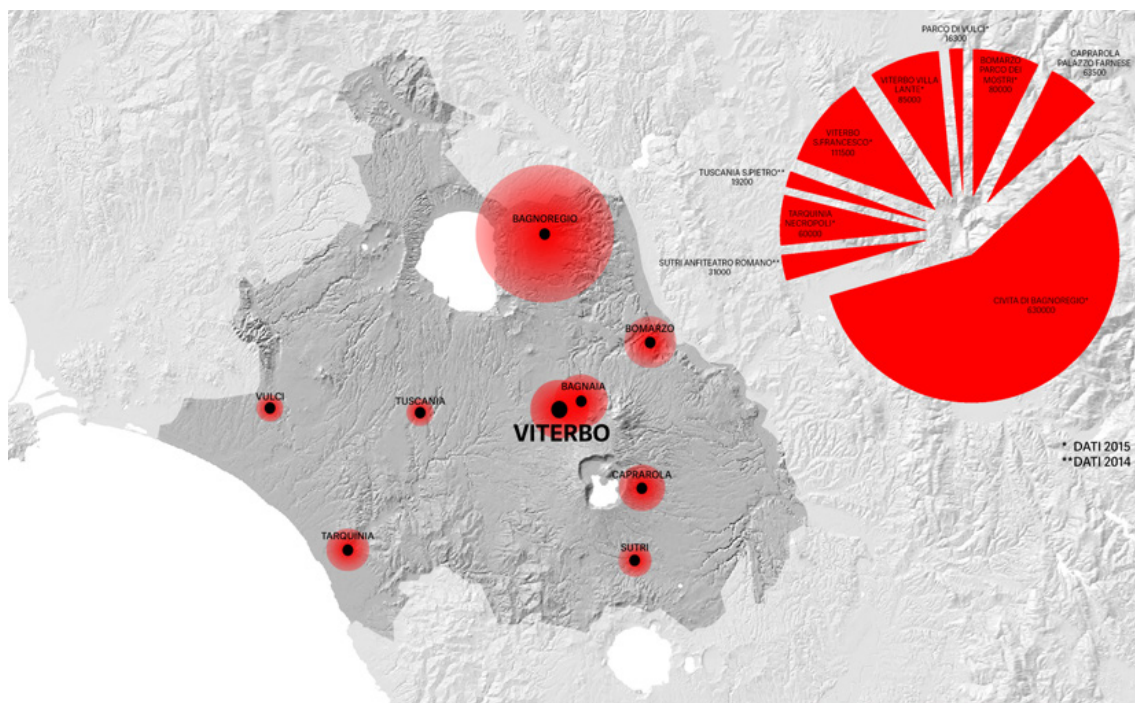 PARCO DI VULCI*
16300
BOMARZO
PARCO DEI
MOSTRI*
80000
CAPRAROLA
PALAZZO FARNESE
63500
VITERBO VILLA
LANTE*
85000
VITERBO
S.FRANCESCO*
111500
TUSCANIA S.PIETRO**
19200
TARQUINIA
NECROPOLI*
60000
SUTRI ANFITEATRO ROMANO**
31000
CIVITA DI BAGNOREGIO*
630000
* DATI 2015
**DATI 2014
BAGNOREGIO
BOMARZO
BAGNAIA
VULCI
TUSCANIA
VITERBO
CAPRAROLA
TARQUINIA
SUTRI